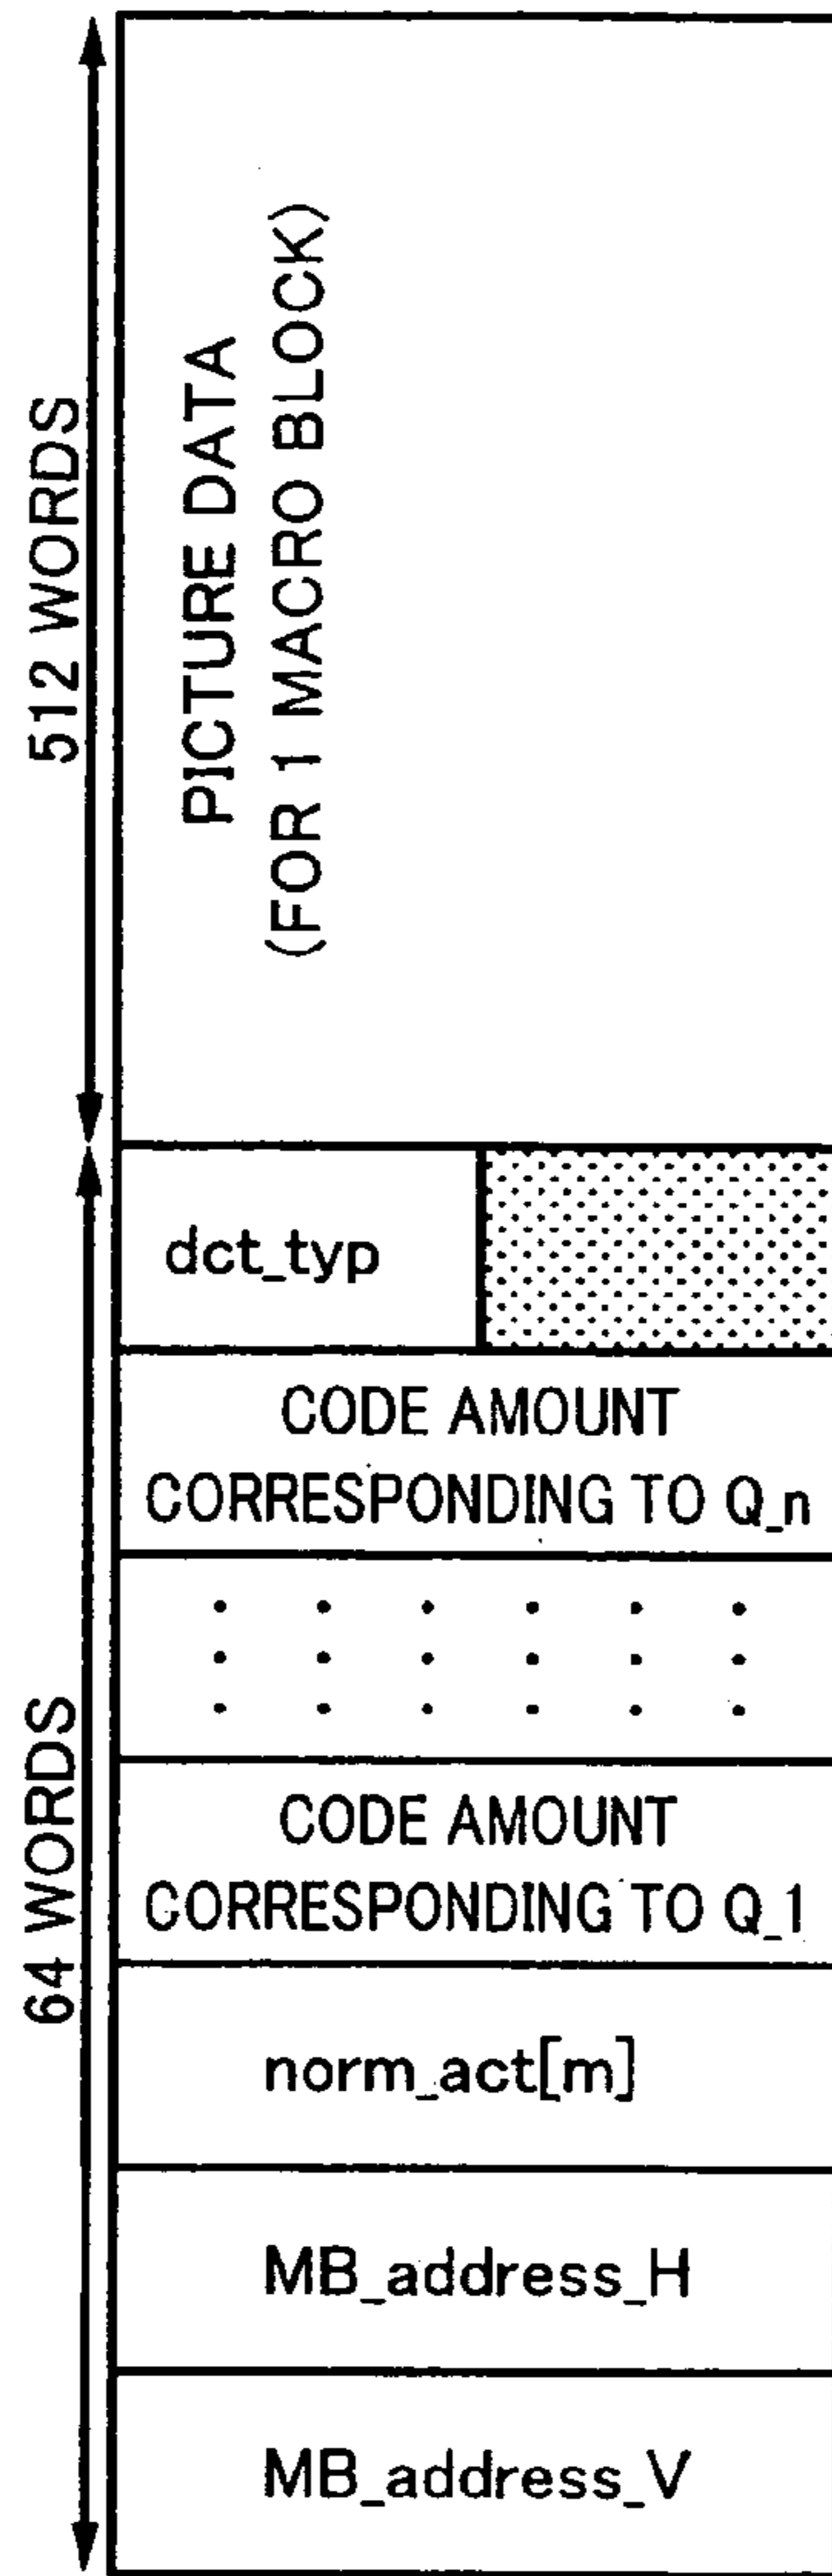 512 WORDS
PICTURE DATA
(FOR 1 MACRO BLOCK)
64 WORDS
dct_typ
CODE AMOUNT
CORRESPONDING TO Q_n
CODE AMOUNT
CORRESPONDING TO Q_1
norm_act[m]
MB_address_H
MB_address_V